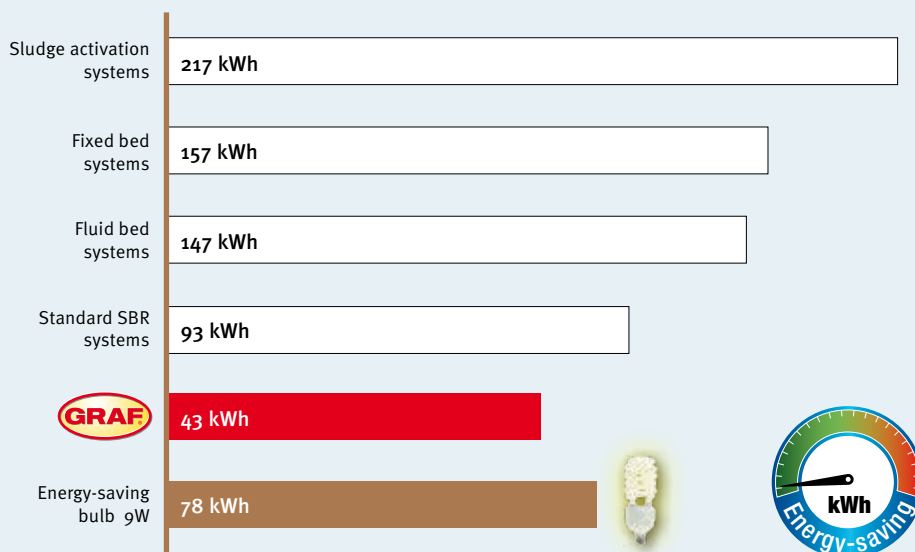 Sludge activation
systems
217 kWh
Fixed bed
systems
157 kWh
Fluid bed
systems
147 kWh
Standard SBR
systems
93 kWh
GRAF
43 kWh
Energy-saving
bulb 9W
78 kWh
kWh
Energy-saving